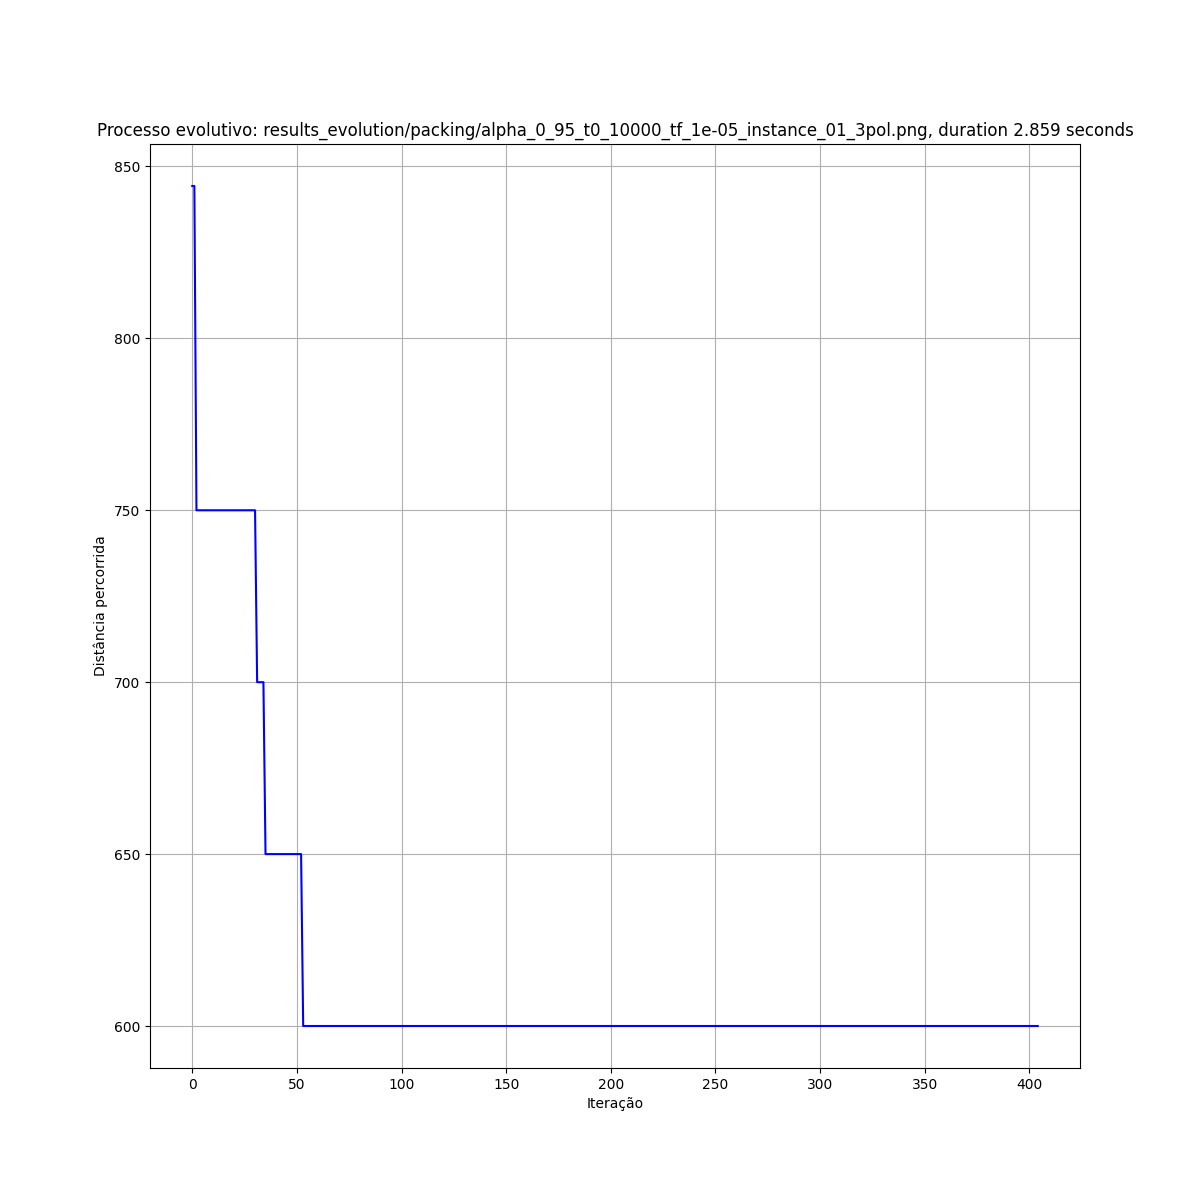 Processo evolutivo: results_evolution/packing/alpha_0_95_t0_10000_tf_1e-05_instance_01_3pol.png, duration 2.859 seconds
850
800
750
700
650
600
Distância percorrida
0 50 100 150 200 250 300 350 400
Iteração